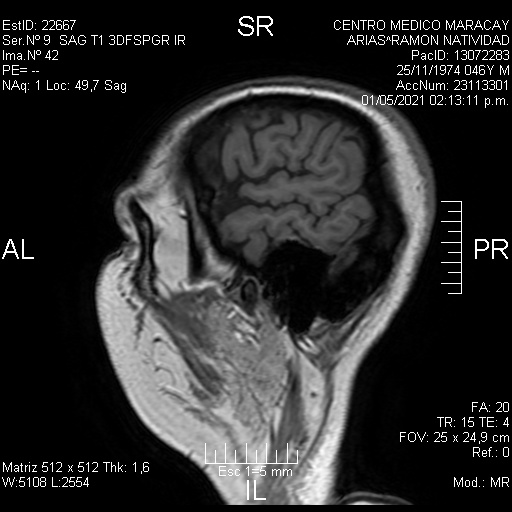 EstID: 22667
Ser.Nº 9 SAG T1 3DFSPGR IR
Ima.Nº 42
PE= --
NAq: 1 Loc: 49,7 Sag
SR
CENTRO MEDICO MARACAY
ARIAS^RAMON NATIVIDAD
PacID: 13072283
25/11/1974 046Y M
AccNum: 23113301
01/05/2021 02:13:11 p.m.
AL
PR
Matriz 512 x 512 Thk: 1,6
W:5108 L:2554
Esc 1=5 mm
IL
FA: 20
TR: 15 TE: 4
FOV: 25 x 24,9 cm
Ref.: 0
Mod.: MR